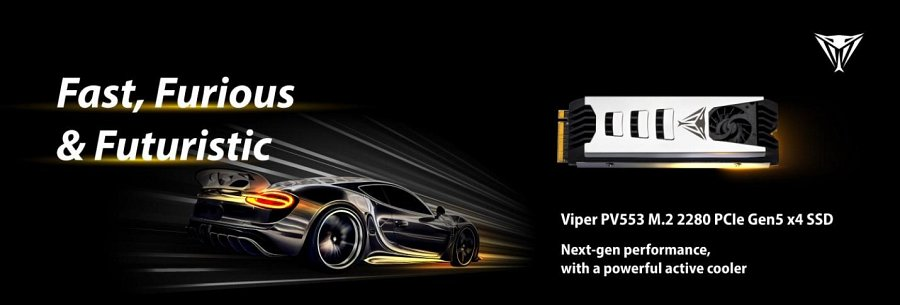 Fast, Furious
& Futuristic
Viper PV553 M.2 2280 PCIe Gen5 x4 SSD
Next-gen performance,
with a powerful active cooler